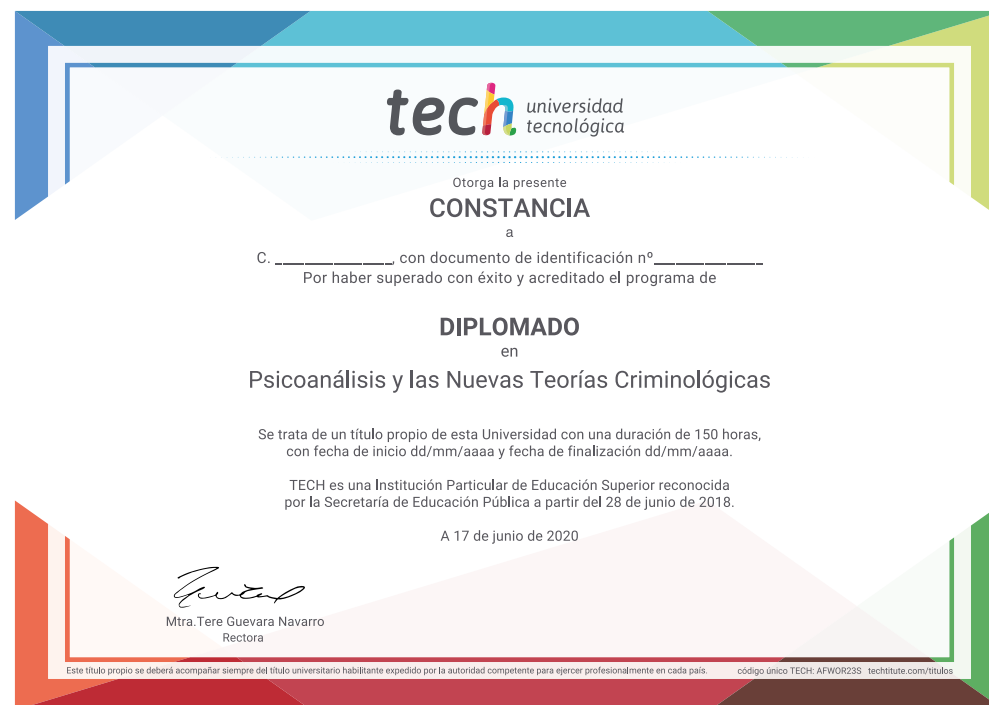 tech universidad
tecnológica
Otorga la presente
CONSTANCIA
a
C. ______________, con documento de identificación nº_____________
Por haber superado con éxito y acreditado el programa de
DIPLOMADO
en
Psicoanálisis y las Nuevas Teorías Criminológicas
Se trata de un título propio de esta Universidad con una duración de 150 horas,
con fecha de inicio dd/mm/aaaa y fecha de finalización dd/mm/aaaa.
TECH es una Institución Particular de Educación Superior reconocida
por la Secretaría de Educación Pública a partir del 28 de junio de 2018.
A 17 de junio de 2020
Mtra.Tere Guevara Navarro
Rectora
Este título propio se deberá acompañar siempre del título universitario habilitante expedido por la autoridad competente para ejercer profesionalmente en cada país. código único TECH: AFWOR23S techtitute.com/titulos